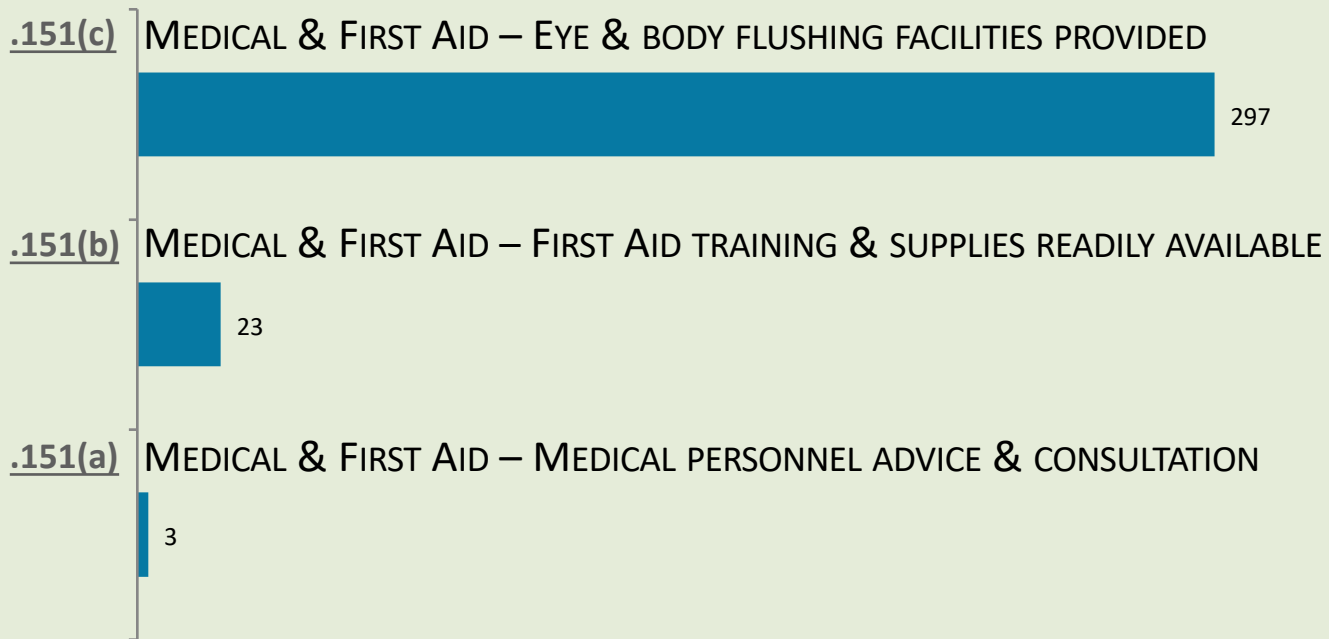 .151(c) MEDICAL & FIRST AID – EYE & BODY FLUSHING FACILITIES PROVIDED
297
.151(b) MEDICAL & FIRST AID – FIRST AID TRAINING & SUPPLIES READILY AVAILABLE
23
.151(a) MEDICAL & FIRST AID – MEDICAL PERSONNEL ADVICE & CONSULTATION
3